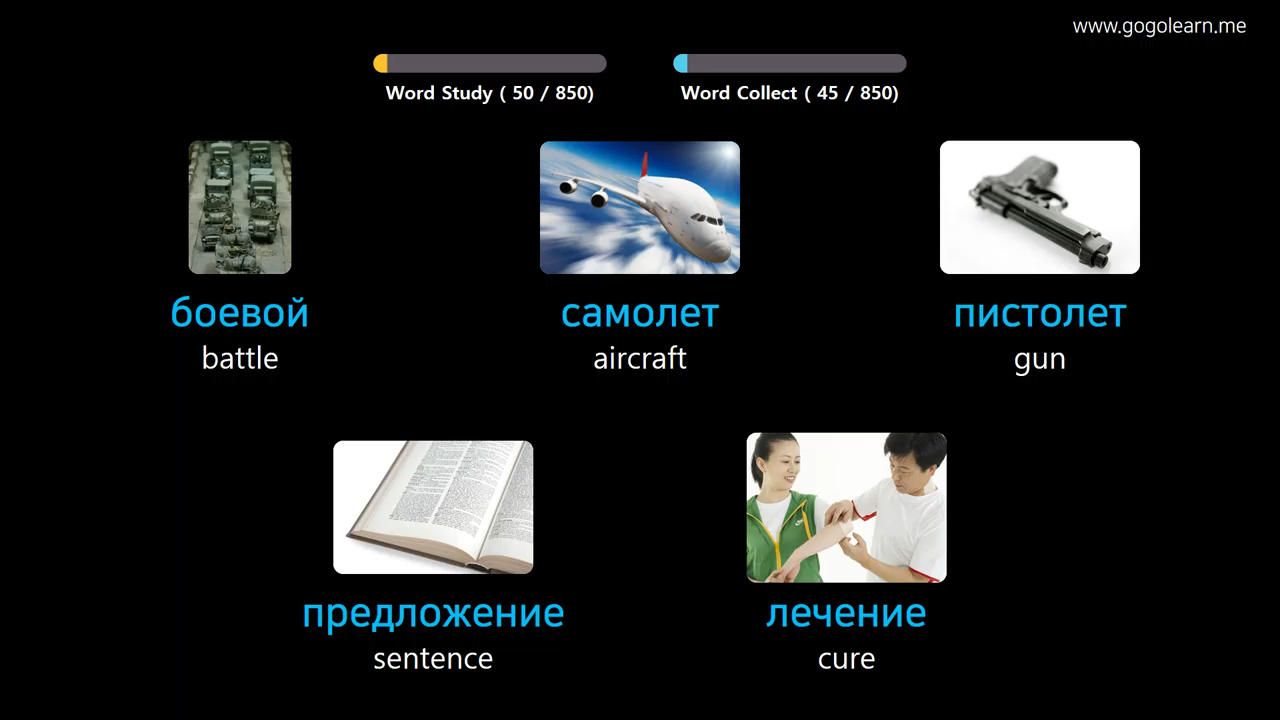 www.gogolearn.me
Word Study ( 50 / 850)
Word Collect ( 45 / 850)
боевой
battle
самолет
aircraft
пистолет
gun
предложение
sentence
лечение
cure